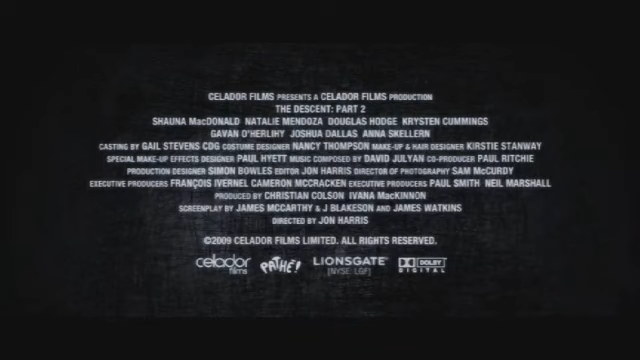 CELADOR FILMS PRESENTS A CELADOR FILMS PRODUCTION
THE DESCENT: PART 2
SHAUNA MacDONALD NATALIE MENDOZA DOUGLAS HODGE KRYSTEN CUMMINGS
GAVAN O'HERLIHY JOSHUA DALLAS ANNA SKELLERN
CASTING BY GAIL STEVENS CDG COSTUME DESIGNER NANCY THOMPSON MAKE-UP & HAIR DESIGNER KIRSTIE STANWAY
SPECIAL MAKE-UP EFFECTS DESIGNER PAUL HYETT MUSIC COMPOSED BY DAVID JULYAN CO-PRODUCER PAUL RITCHIE
PRODUCTION DESIGNER SIMON BOWLES EDITOR JON HARRIS DIRECTOR OF PHOTOGRAPHY SAM McCURDY
EXECUTIVE PRODUCERS FRANÇOIS IVERNEL CAMERON MCCRACKEN EXECUTIVE PRODUCERS PAUL SMITH NEIL MARSHALL
PRODUCED BY CHRISTIAN COLSON IVANA MacKINNON
SCREENPLAY BY JAMES MCCARTHY & J BLAKESON AND JAMES WATKINS
DIRECTED BY JON HARRIS
©2009 CELADOR FILMS LIMITED. ALL RIGHTS RESERVED.
celador films PATHE! LIONSGATE [NYSE: LGF] DOLBY DIGITAL